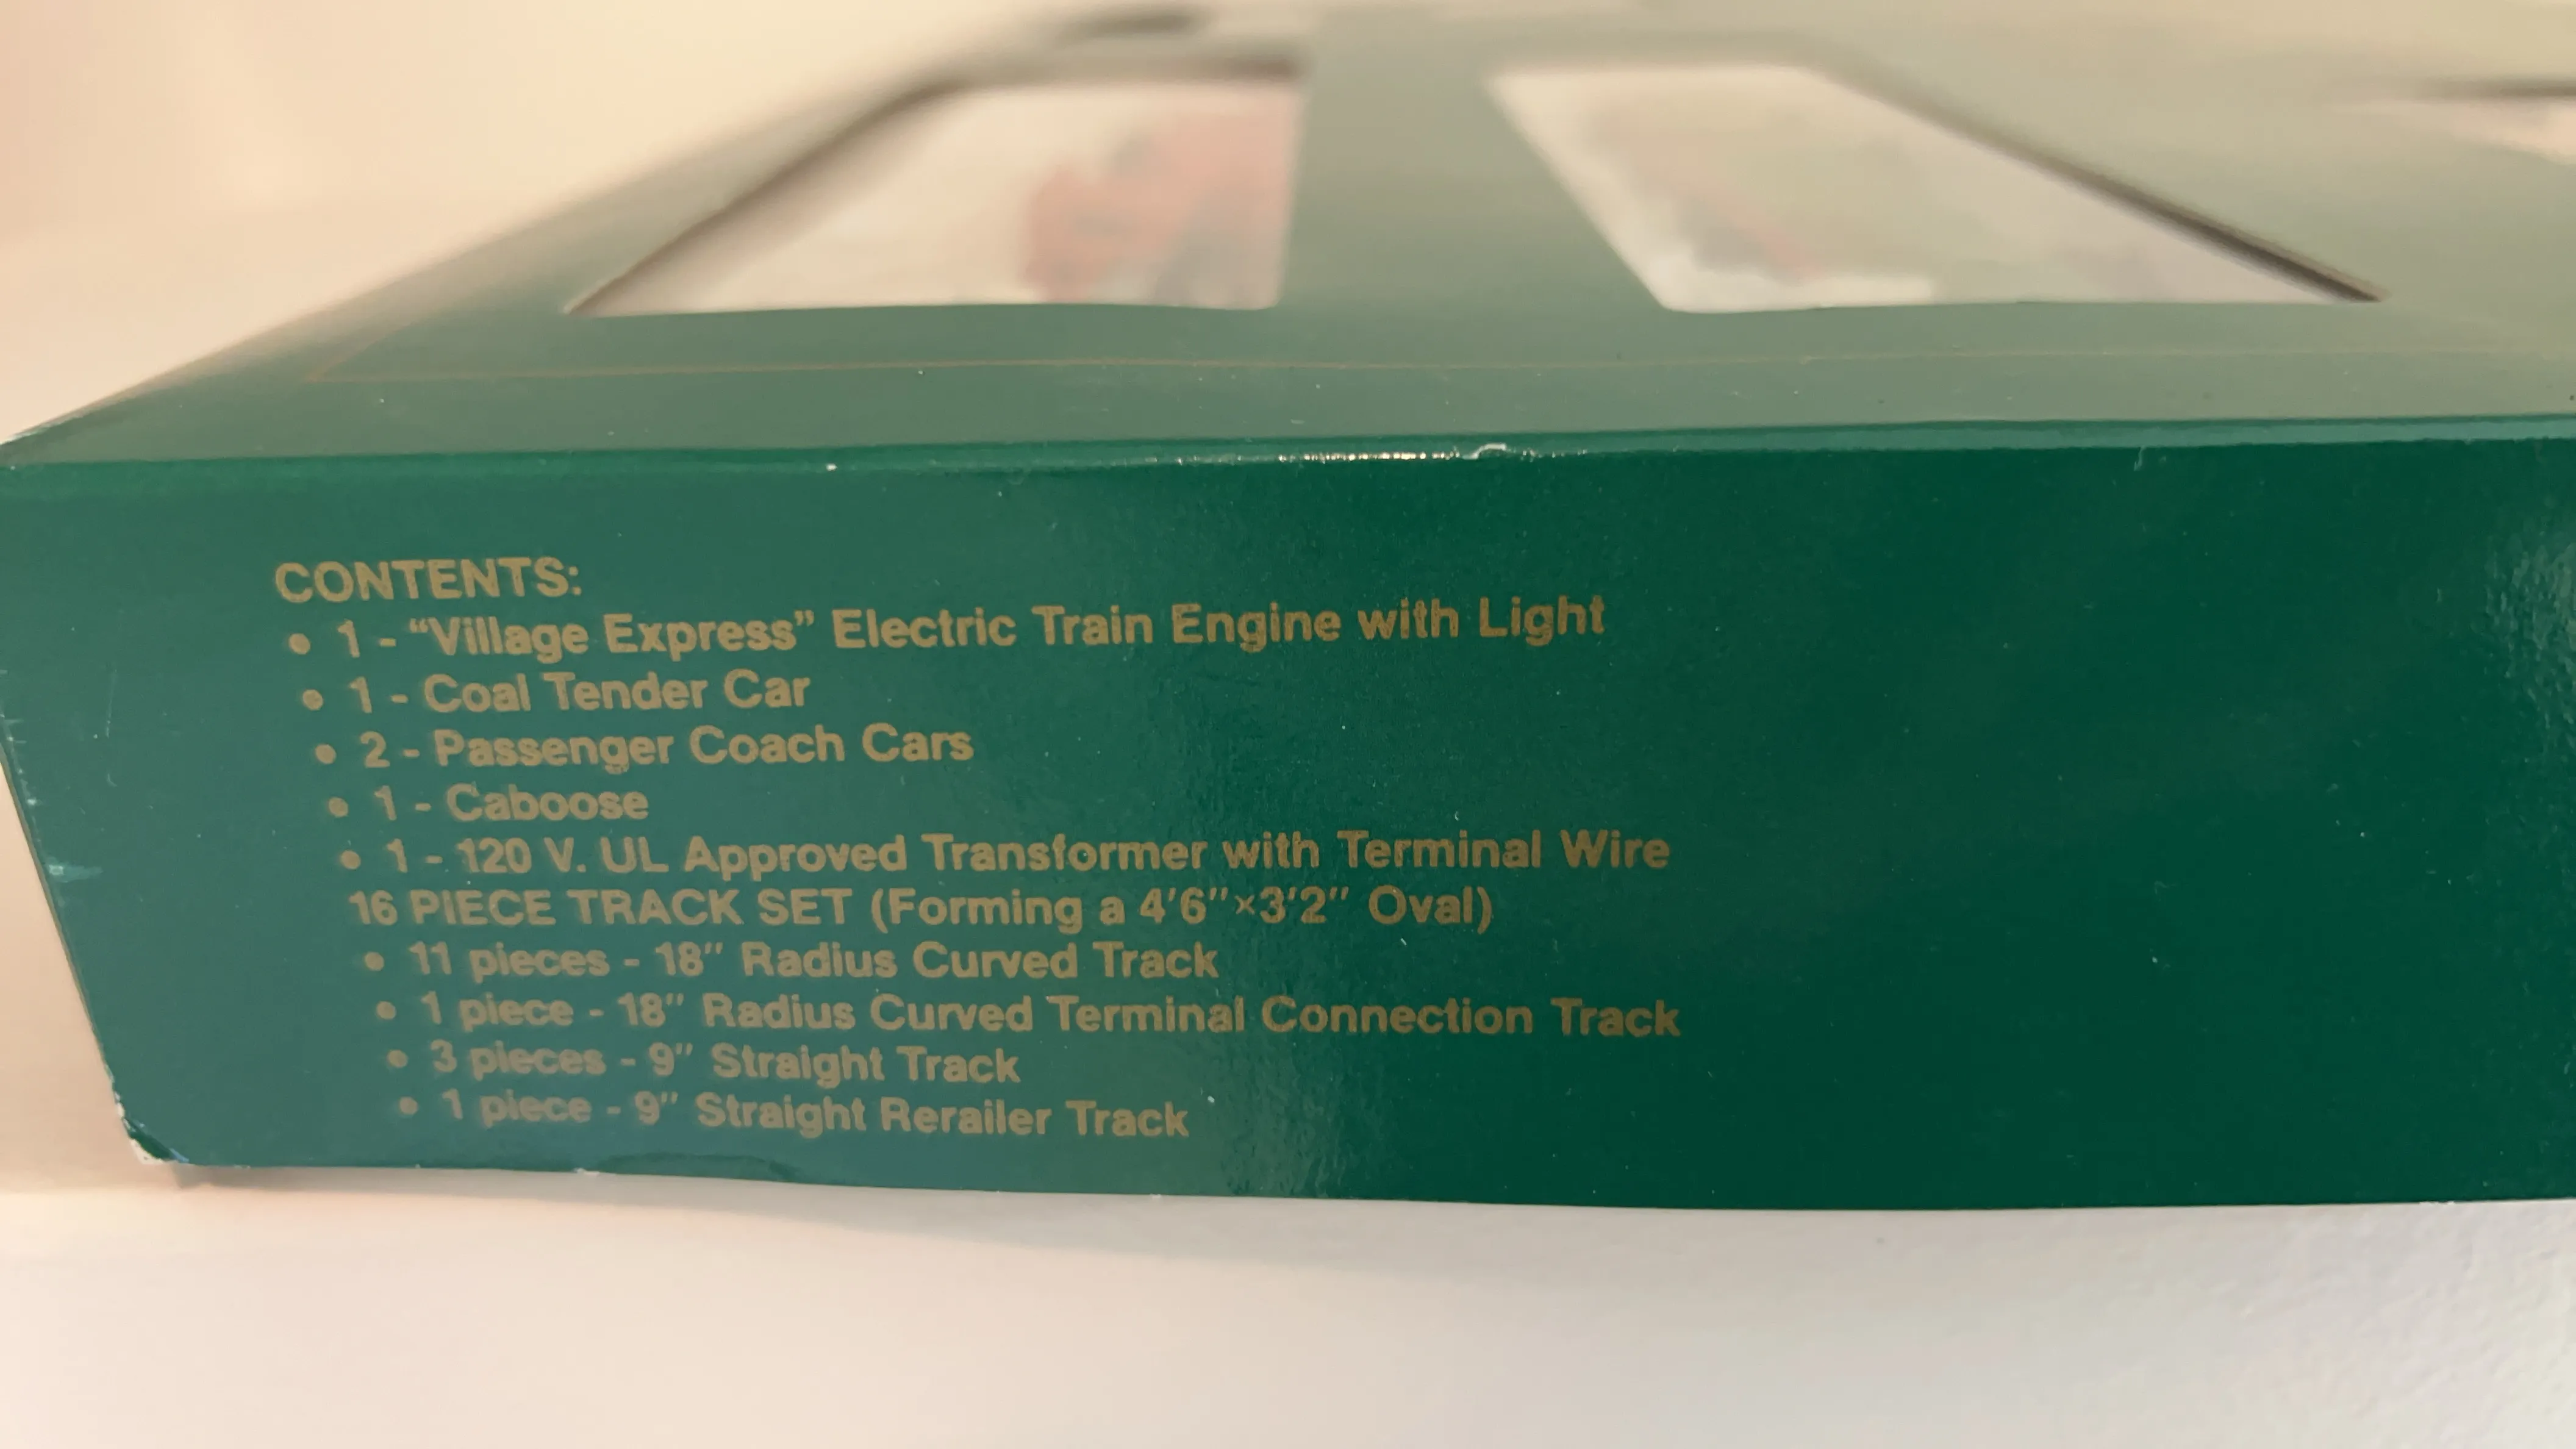 CONTENTS:
• 1 - “Village Express” Electric Train Engine with Light
• 1 - Coal Tender Car
• 2 - Passenger Coach Cars
• 1 - Caboose
• 1 - 120 V. UL Approved Transformer with Terminal Wire
16 PIECE TRACK SET (Forming a 4'6"×3'2" Oval)
• 11 pieces - 18" Radius Curved Track
• 1 piece - 18" Radius Curved Terminal Connection Track
• 3 pieces - 9" Straight Track
• 1 piece - 9" Straight Rerailer Track